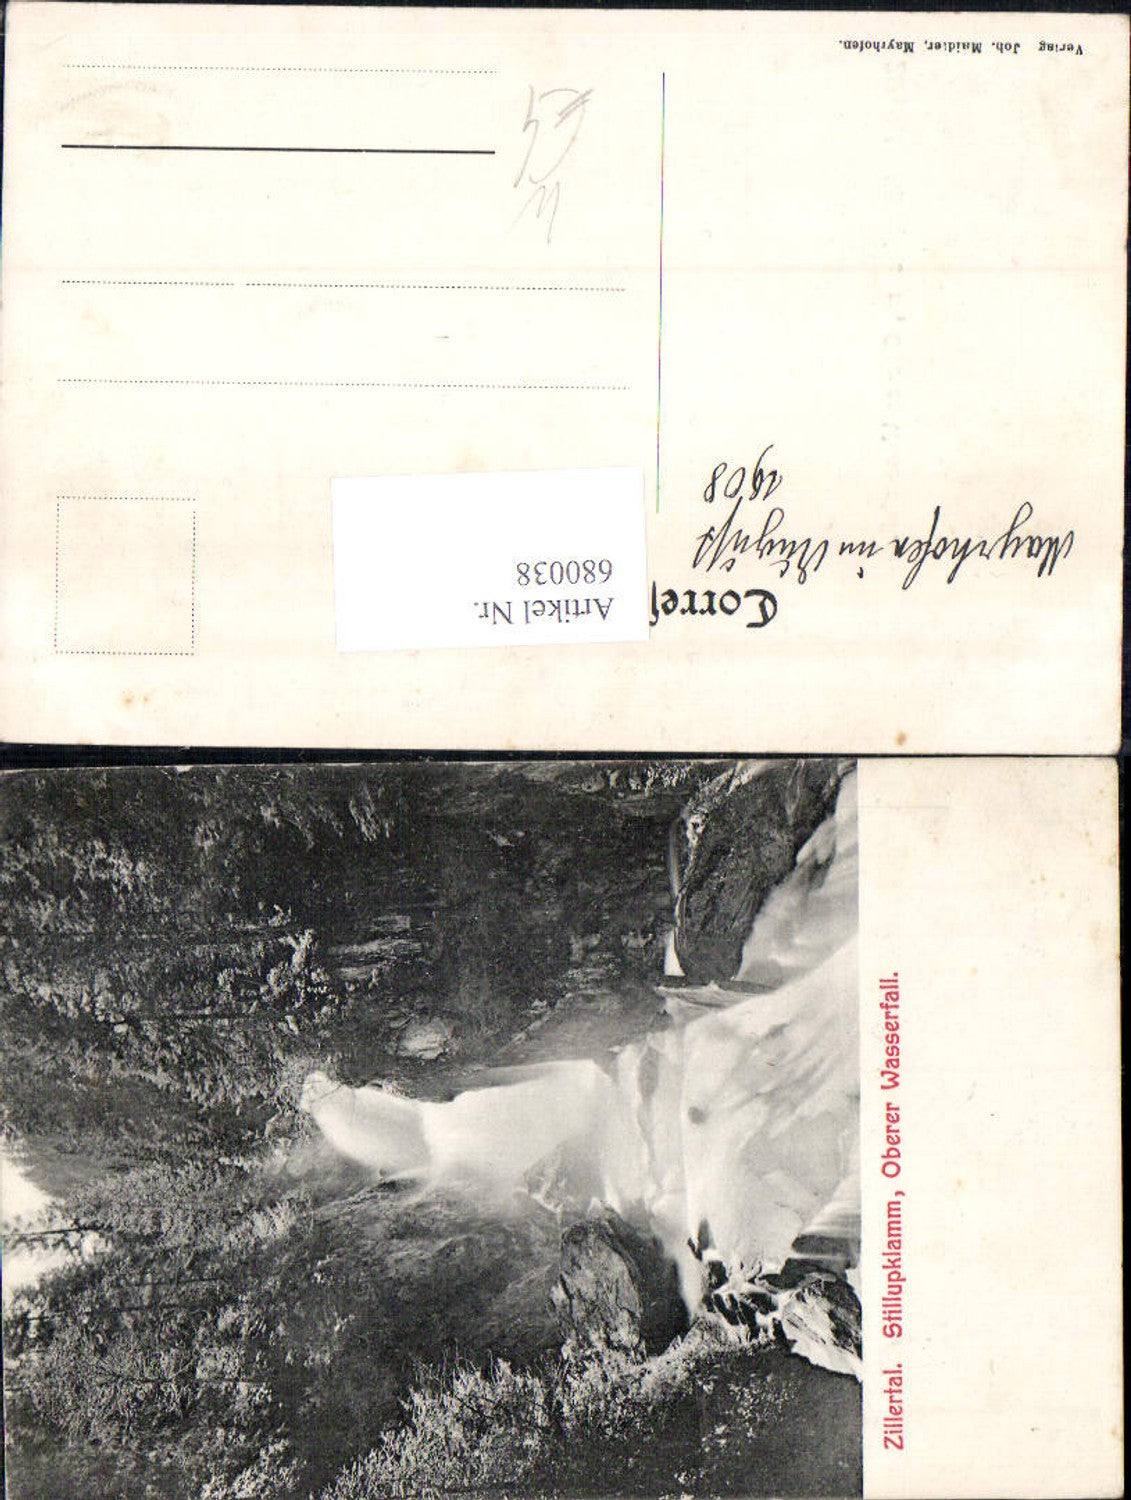 Verlag Joh. Maidler, Mayrhofen.
Corres
Mayrhofen im August
1908
Artikel Nr.
680038
Zillertal. Stillupklamm, Oberer Wasserfall.